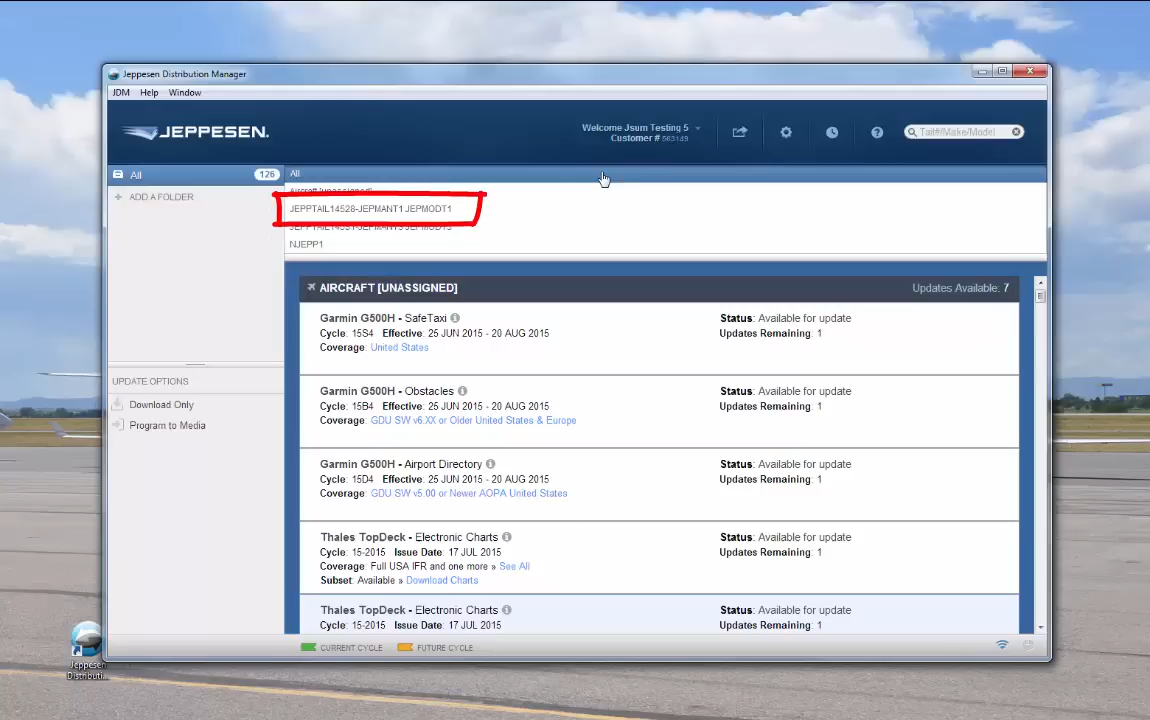 Jeppesen Distribution Manager
JDM Help Window
JEPPESEN.
Welcome Jsum Testing 5
Customer # 563149
Tail#/Make/Model
All 126
ADD A FOLDER
All
Aircraft [unassigned]
JEPPTAIL14528-JEPMANT1 JEPMODT1
NJEPP1
AIRCRAFT [UNASSIGNED] Updates Available: 7
Garmin G500H - SafeTaxi Status: Available for update
Cycle: 15S4 Effective: 25 JUN 2015 - 20 AUG 2015 Updates Remaining: 1
Coverage: United States
Garmin G500H - Obstacles Status: Available for update
Cycle: 15B4 Effective: 25 JUN 2015 - 20 AUG 2015 Updates Remaining: 1
Coverage: GDU SW v6.XX or Older United States & Europe
Garmin G500H - Airport Directory Status: Available for update
Cycle: 15D4 Effective: 25 JUN 2015 - 20 AUG 2015 Updates Remaining: 1
Coverage: GDU SW v5.00 or Newer AOPA United States
Thales TopDeck - Electronic Charts Status: Available for update
Cycle: 15-2015 Issue Date: 17 JUL 2015 Updates Remaining: 1
Coverage: Full USA IFR and one more » See All
Subset: Available » Download Charts
Thales TopDeck - Electronic Charts Status: Available for update
Cycle: 15-2015 Issue Date: 17 JUL 2015 Updates Remaining: 1
UPDATE OPTIONS
Download Only
Program to Media
CURRENT CYCLE FUTURE CYCLE
Jeppesen
Distributi...